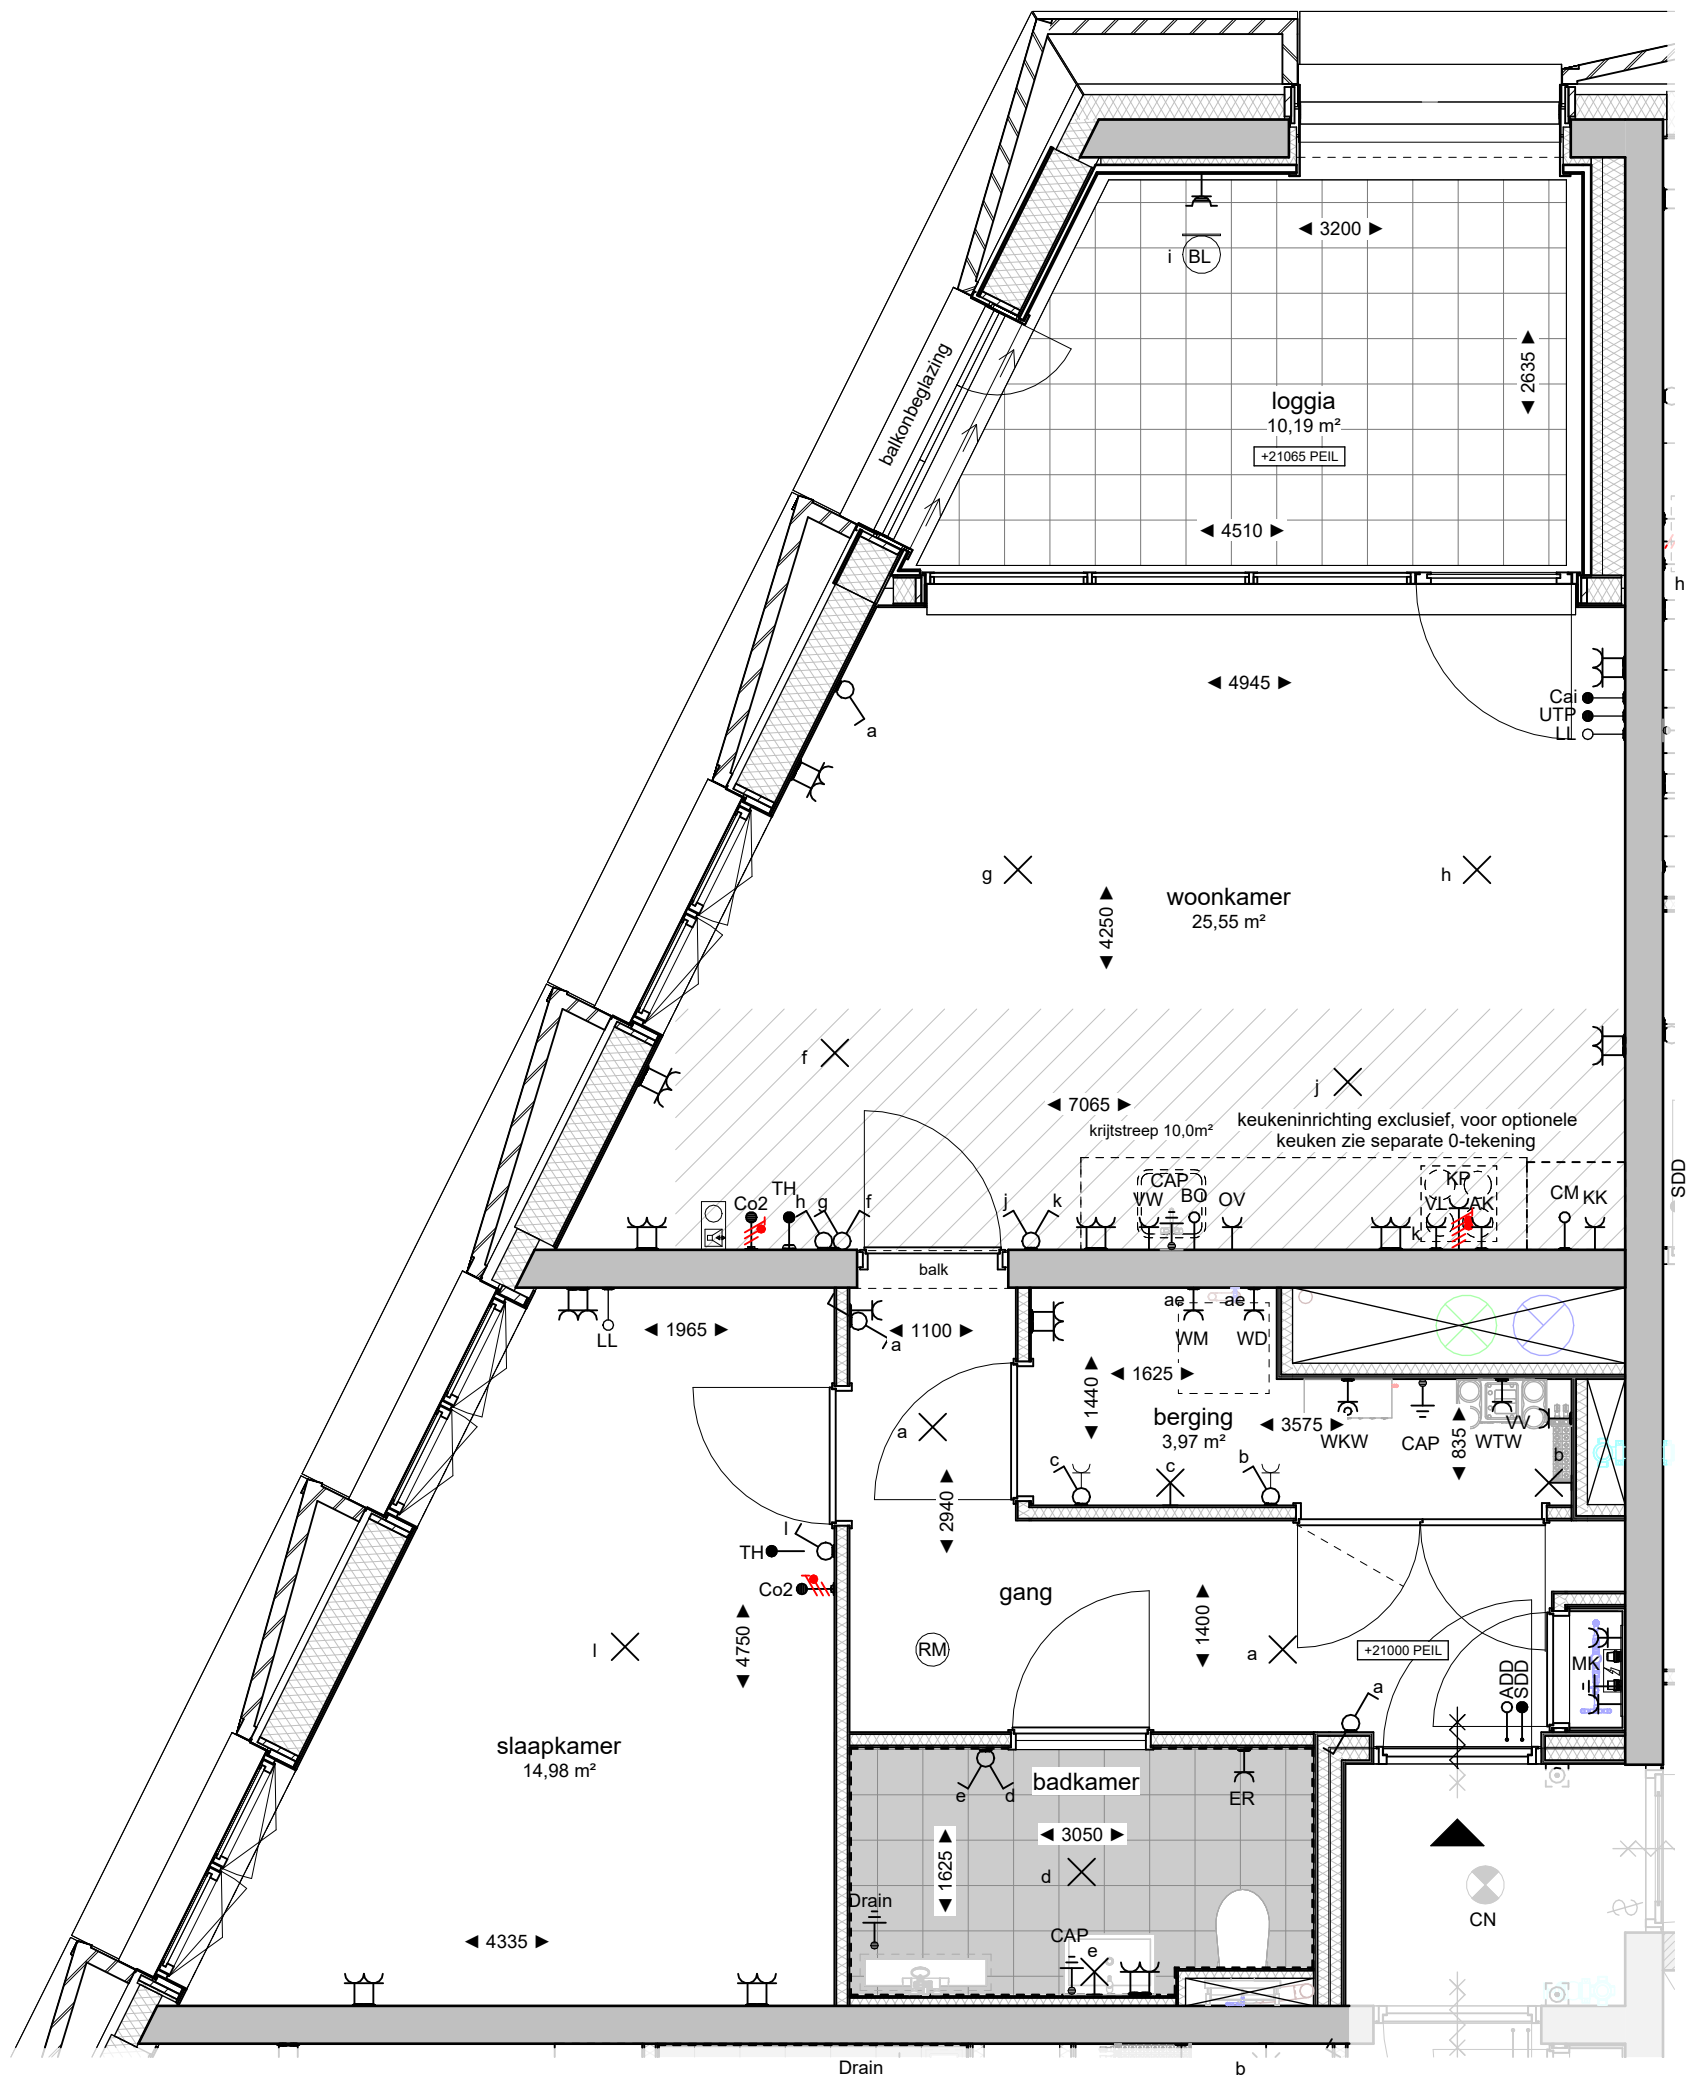 3200
i
BL
balkonbeglazing
2635
loggia
10,19 m²
+21065 PEIL
4510
h
4945
Cai
UTP
LL
a
g
h
woonkamer
25,55 m²
4250
f
j
7065
keukeninrichting exclusief, voor optionele
krijtstreep 10,0m²
keuken zie separate 0-tekening
SDD
Co2
TH
h
g
f
j
k
CAP
VW
BO
OV
KP
VL
AK
k
CM
KK
balk
LL
1965
1100
a
ae
ae
WM
WD
1625
1440
berging
3,97 m²
3575
WKW
CAP
835
WTW
VV
a
c
c
b
b
2940
l
TH
Co2
gang
4750
l
RM
1400
a
+21000 PEIL
MK
ADD
SDD
a
slaapkamer
14,98 m²
badkamer
e
d
ER
3050
1625
d
Drain
CAP
e
CN
4335
Drain
b